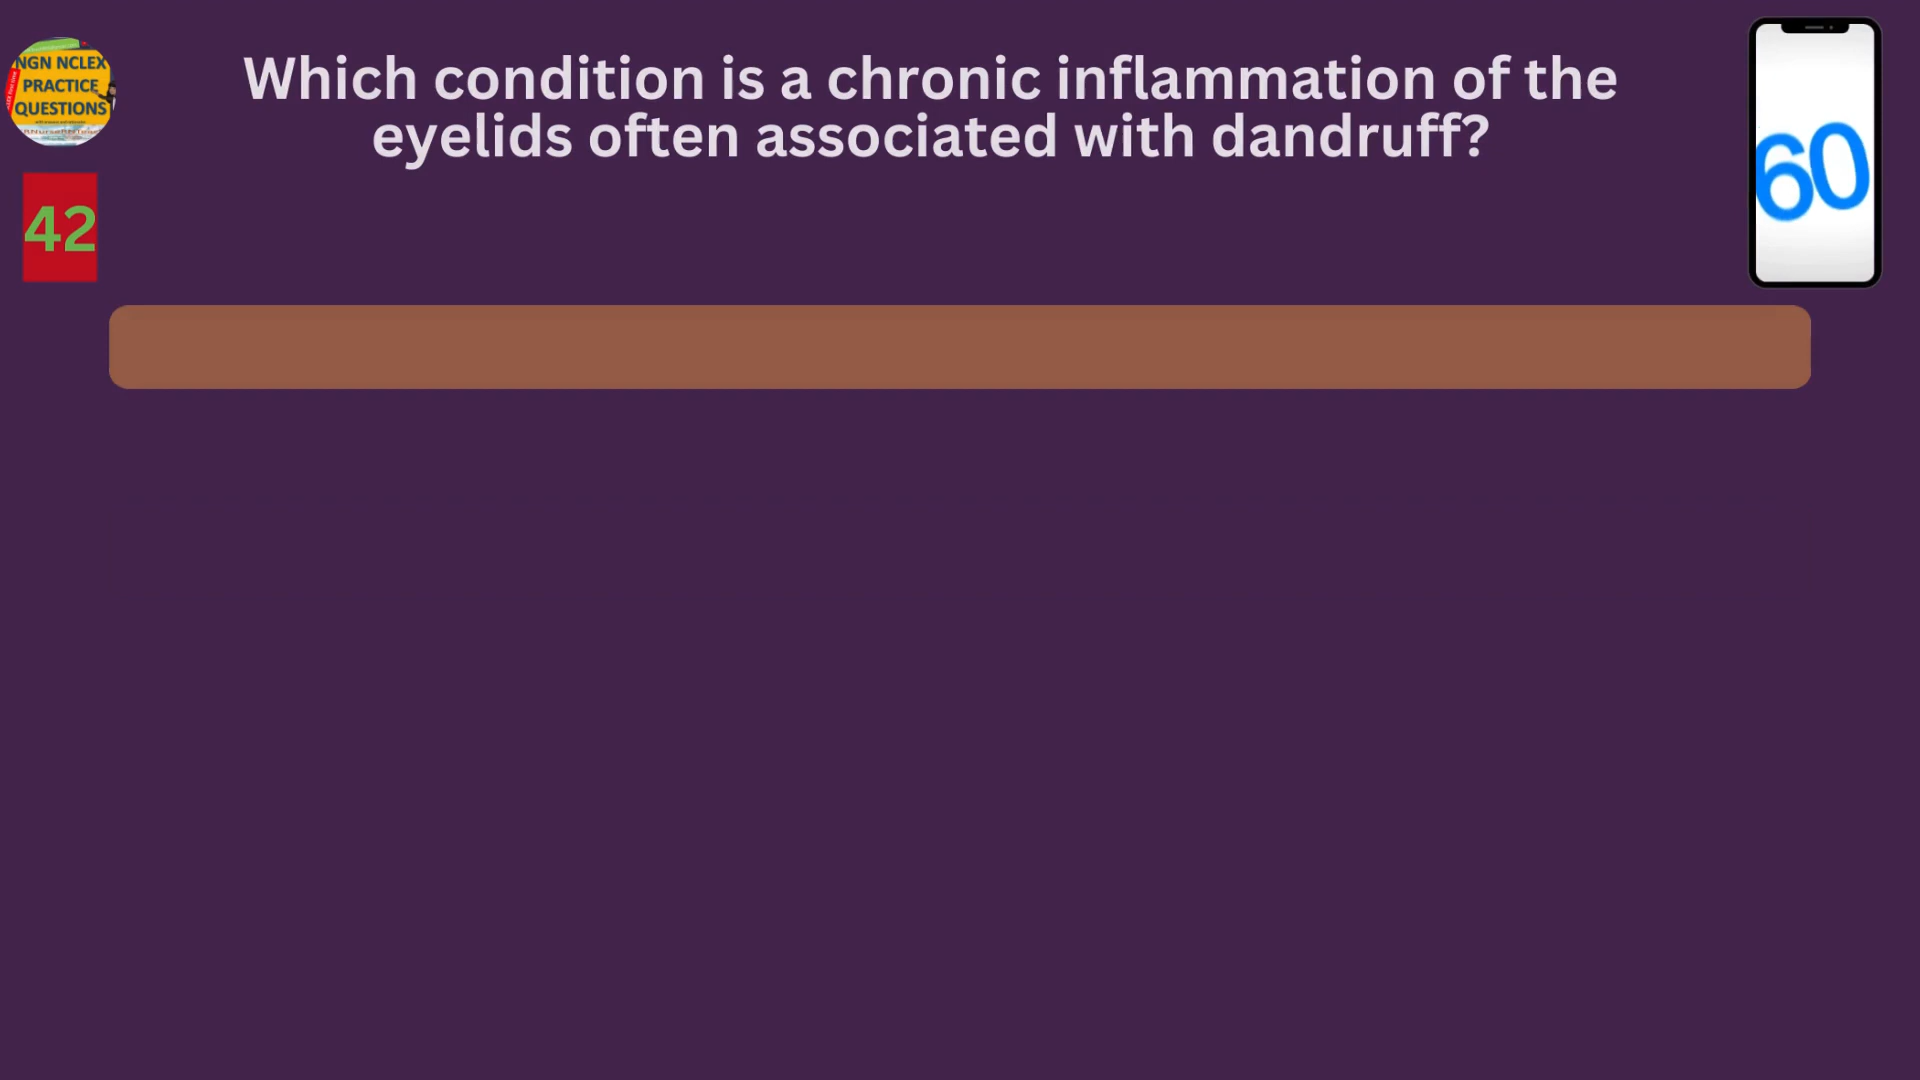 NGN NCLEX
PRACTICE
QUESTIONS
Which condition is a chronic inflammation of the
eyelids often associated with dandruff?
42
60